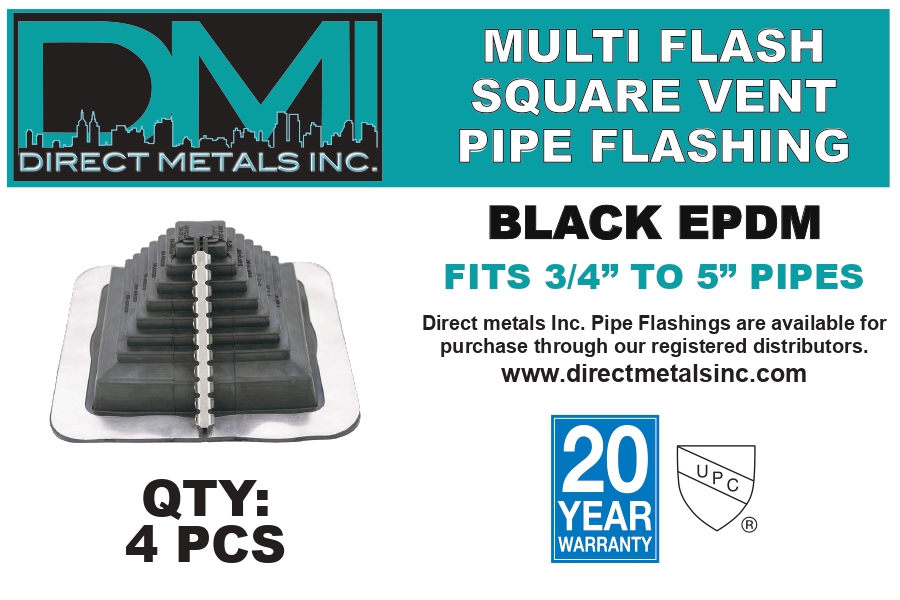 DMI
DIRECT METALS INC.
MULTI FLASH
SQUARE VENT
PIPE FLASHING
BLACK EPDM
FITS 3/4” TO 5” PIPES
Direct metals Inc. Pipe Flashings are available for
purchase through our registered distributors.
www.directmetalsinc.com
QTY:
4 PCS
20
YEAR
WARRANTY
UPC
®